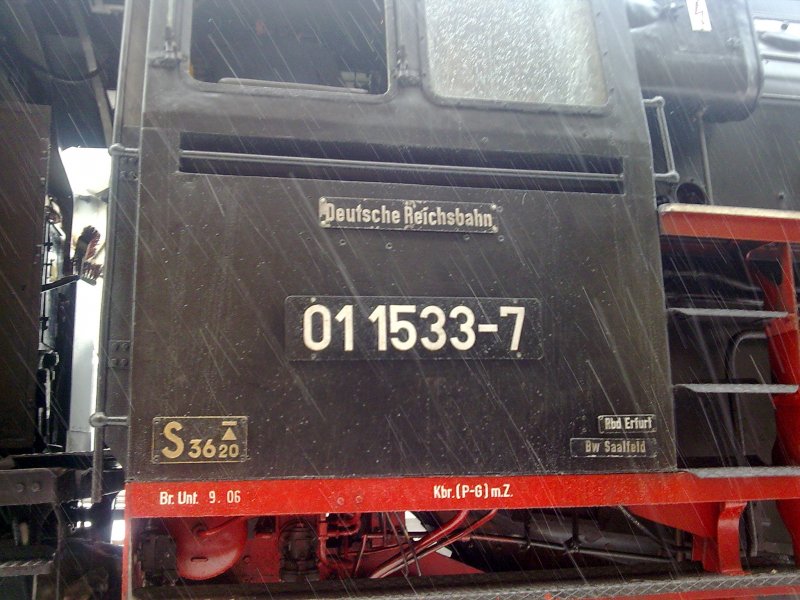 Deutsche Reichsbahn
01 1533-7
S 36 20
Rbd Erfurt
Bw Saalfeld
Br. Unt. 9. 06
Kbr. (P-G) m.Z.